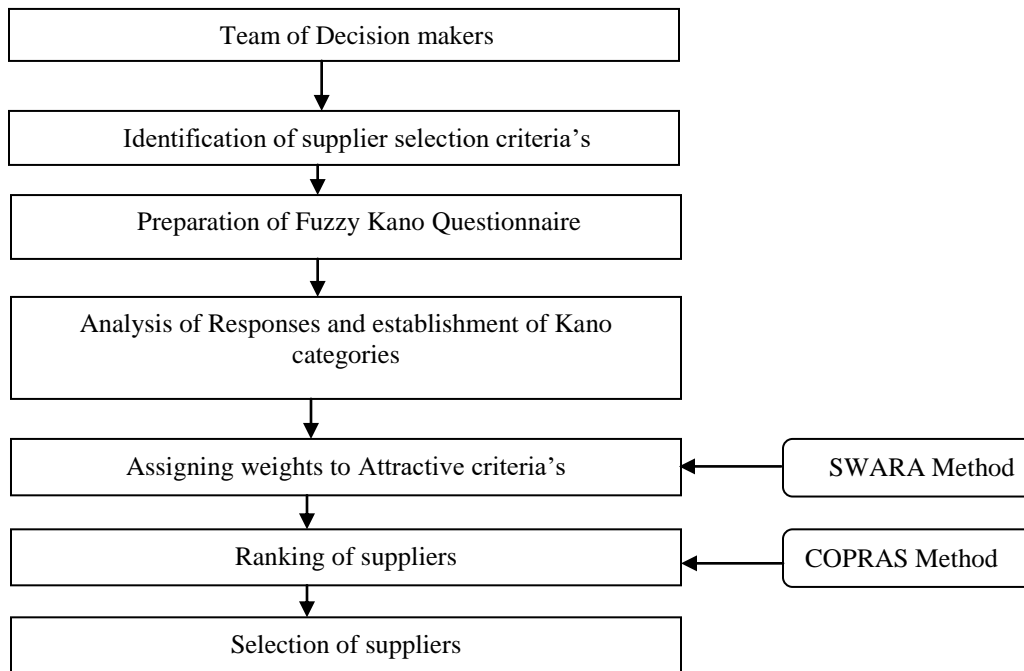 Team of Decision makers
Identification of supplier selection criteria’s
Preparation of Fuzzy Kano Questionnaire
Analysis of Responses and establishment of Kano
categories
Assigning weights to Attractive criteria’s
SWARA Method
Ranking of suppliers
COPRAS Method
Selection of suppliers